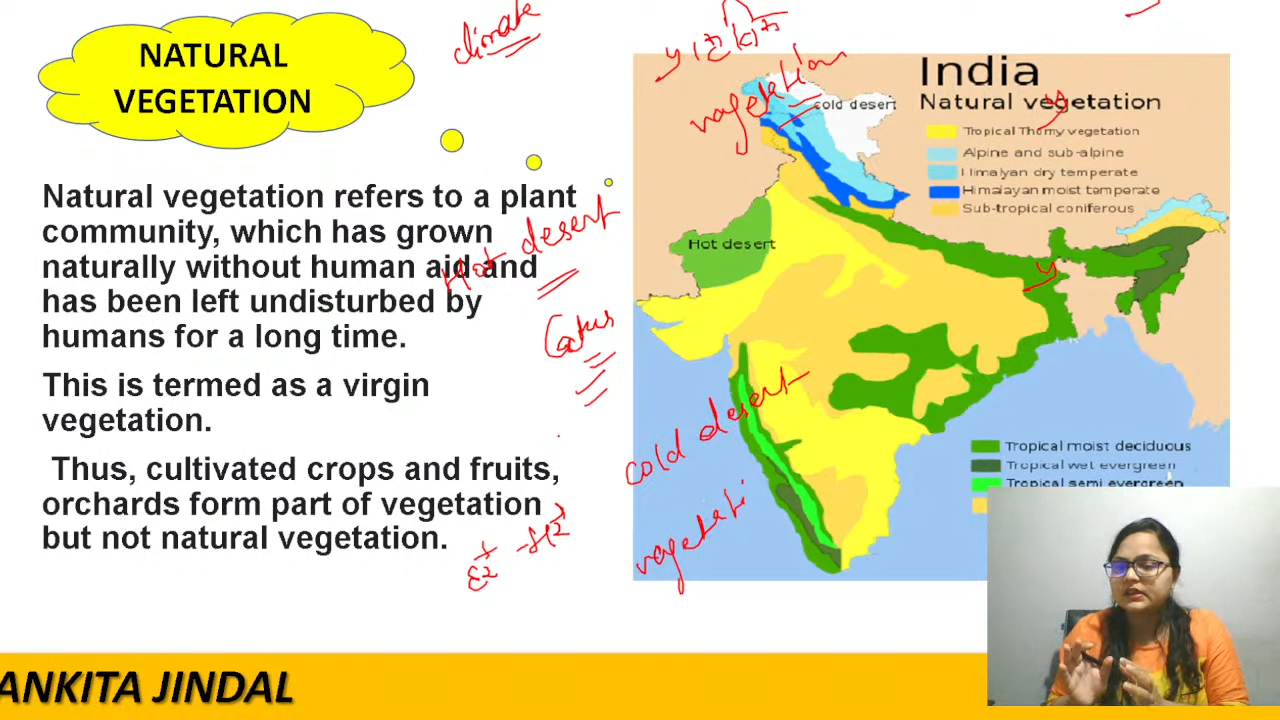 NATURAL
VEGETATION
climate
vegetation
India
Natural vegetation
cold desert
Tropical Thorny vegetation
Alpine and sub-alpine
Himalyan dry temperate
Himalayan moist temperate
Sub-tropical coniferous
Natural vegetation refers to a plant
community, which has grown
naturally without human aid and
has been left undisturbed by
humans for a long time.
Hot desert
Hot desert
Cactus
This is termed as a virgin
vegetation.
cold desert
Thus, cultivated crops and fruits,
orchards form part of vegetation
but not natural vegetation.
Tropical moist deciduous
Tropical wet evergreen
Tropical semi evergreen
vegetati
ANKITA JINDAL